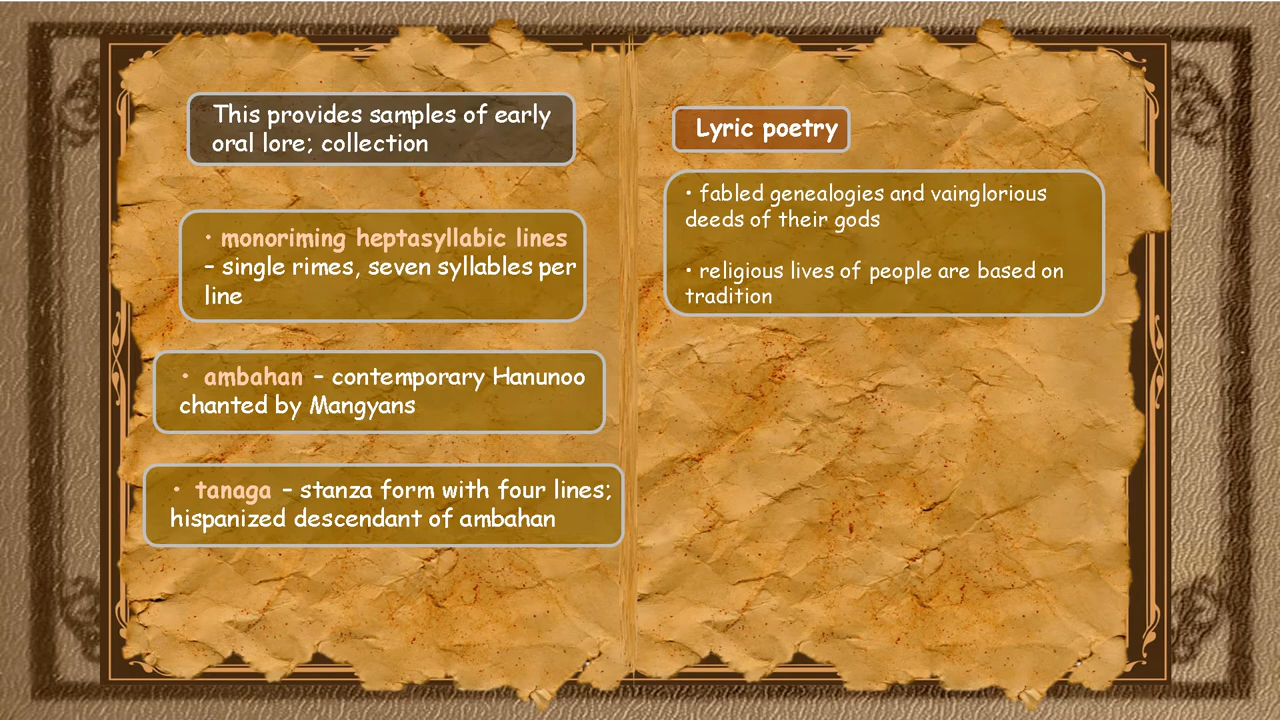 This provides samples of early
oral lore; collection
• monoriming heptasyllabic lines
– single rimes, seven syllables per
line
• ambahan – contemporary Hanunoo
chanted by Mangyans
• tanaga – stanza form with four lines;
hispanized descendant of ambahan
Lyric poetry
• fabled genealogies and vainglorious
deeds of their gods
• religious lives of people are based on
tradition